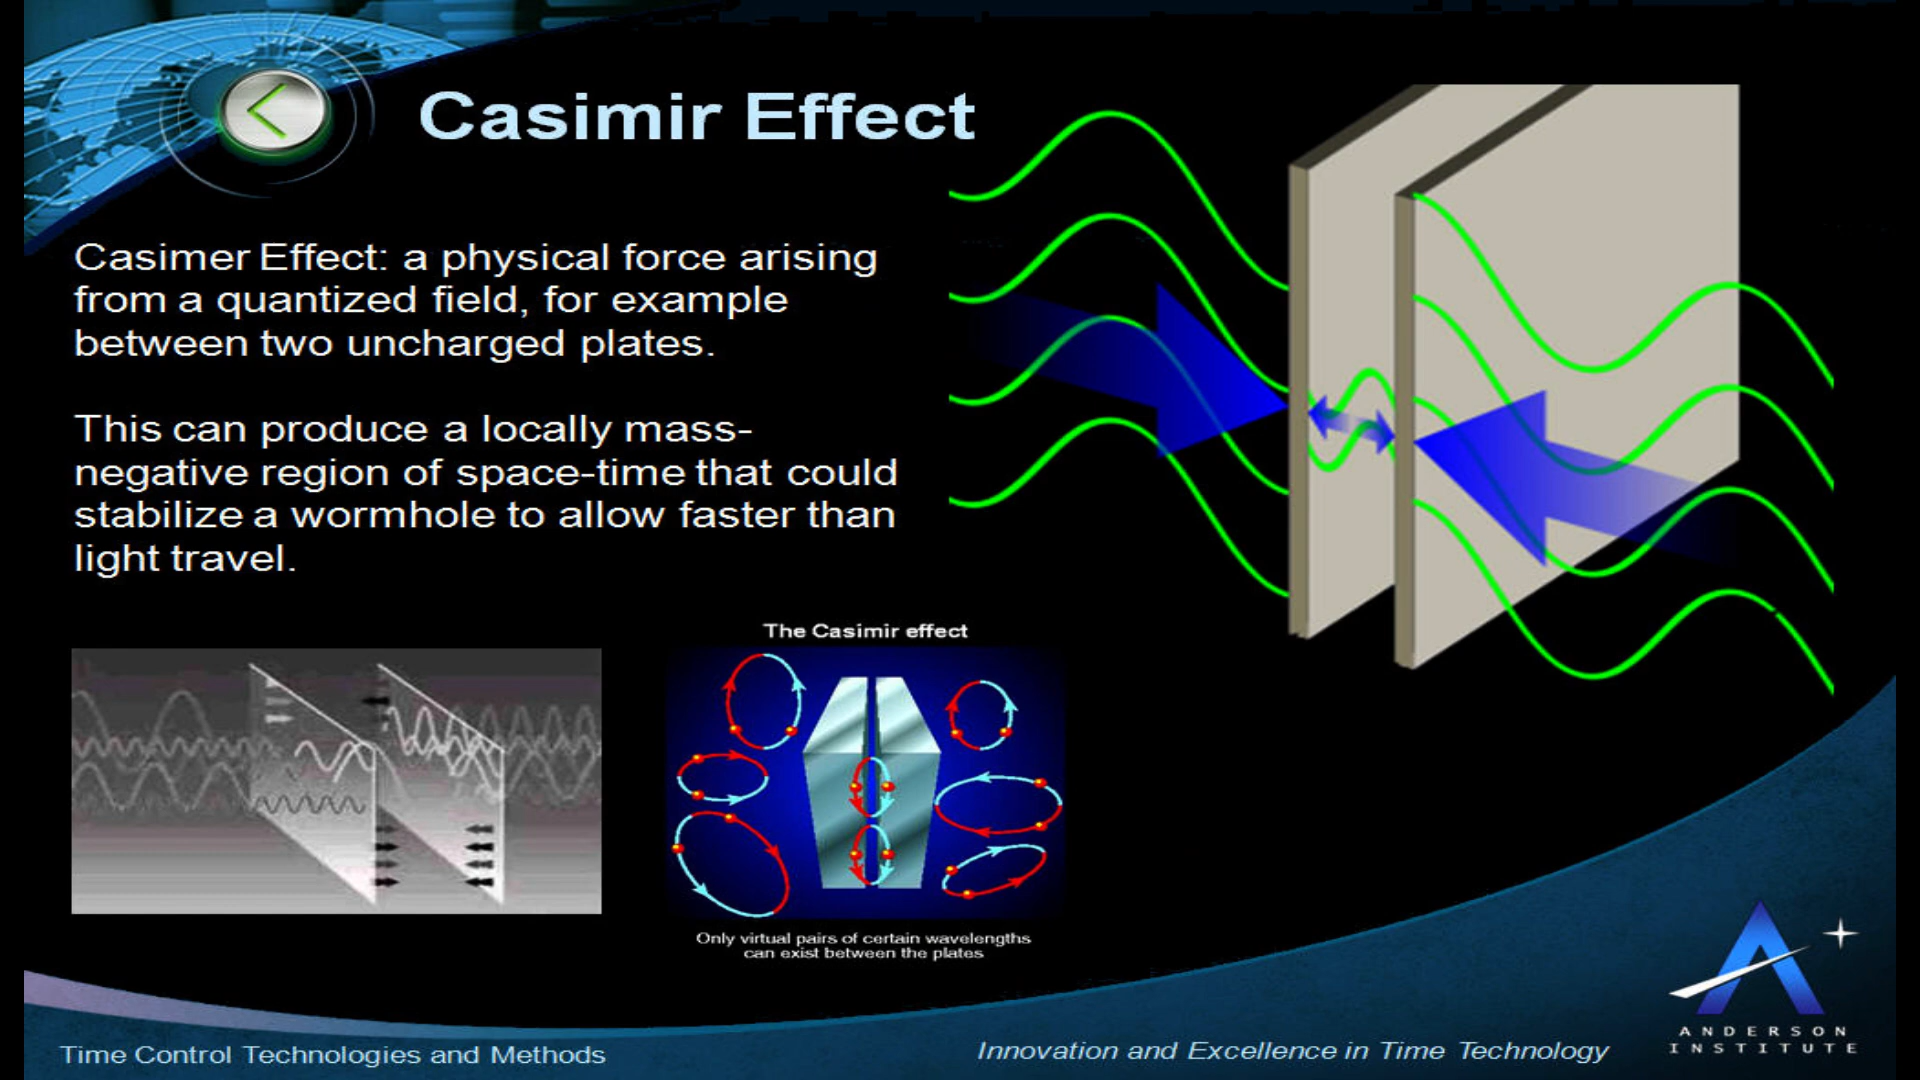 Casimir Effect
Casimer Effect: a physical force arising
from a quantized field, for example
between two uncharged plates.
This can produce a locally mass-
negative region of space-time that could
stabilize a wormhole to allow faster than
light travel.
The Casimir effect
Only virtual pairs of certain wavelengths
can exist between the plates
Time Control Technologies and Methods
Innovation and Excellence in Time Technology
ANDERSON
INSTITUTE